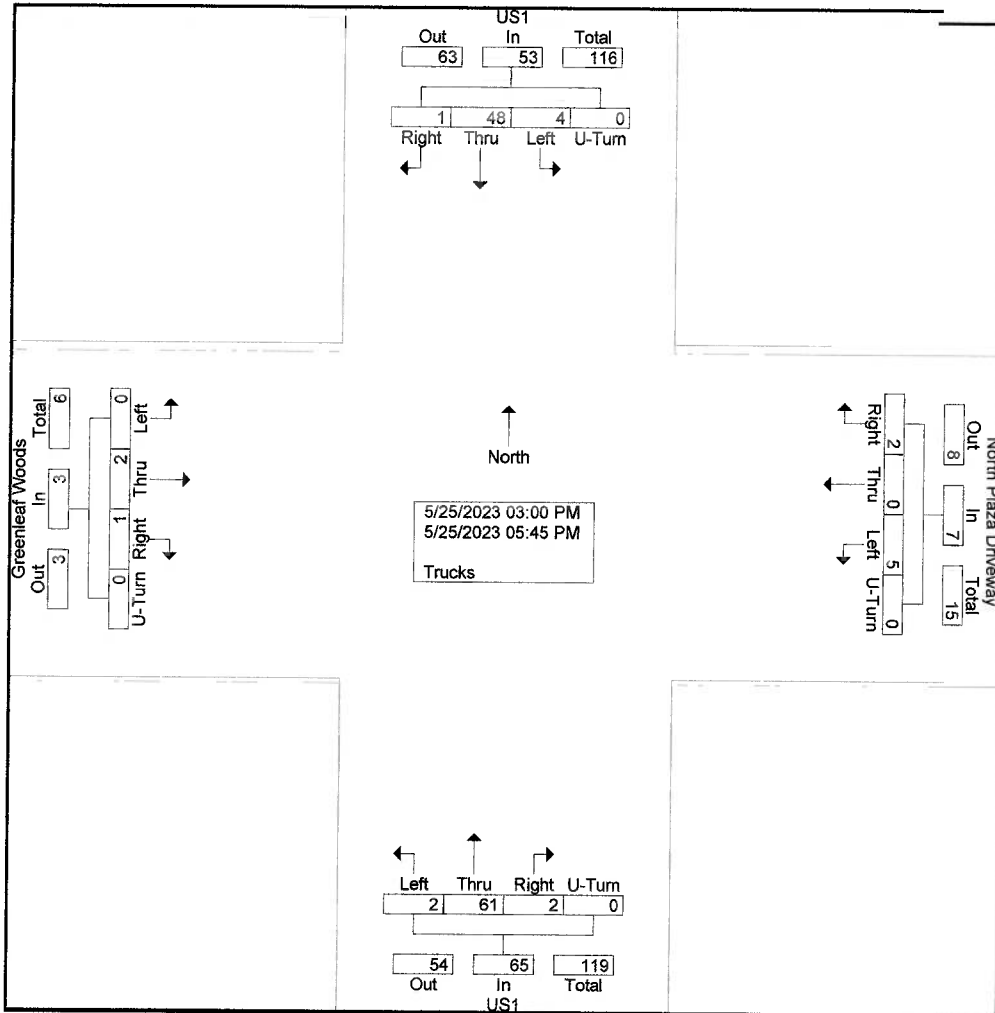 US1
Out In Total
63 53 116
1 48 4 0
Right Thru Left U-Turn
Greenleaf Woods
Total In Out
6 3 3
0 2 1 0
Left Thru Right U-Turn
North
5/25/2023 03:00 PM
5/25/2023 05:45 PM
Trucks
Right Thru Left U-Turn
2 0 5 0
Out In Total
8 7 15
North Plaza Driveway
Left Thru Right U-Turn
2 61 2 0
54 65 119
Out In Total
US1